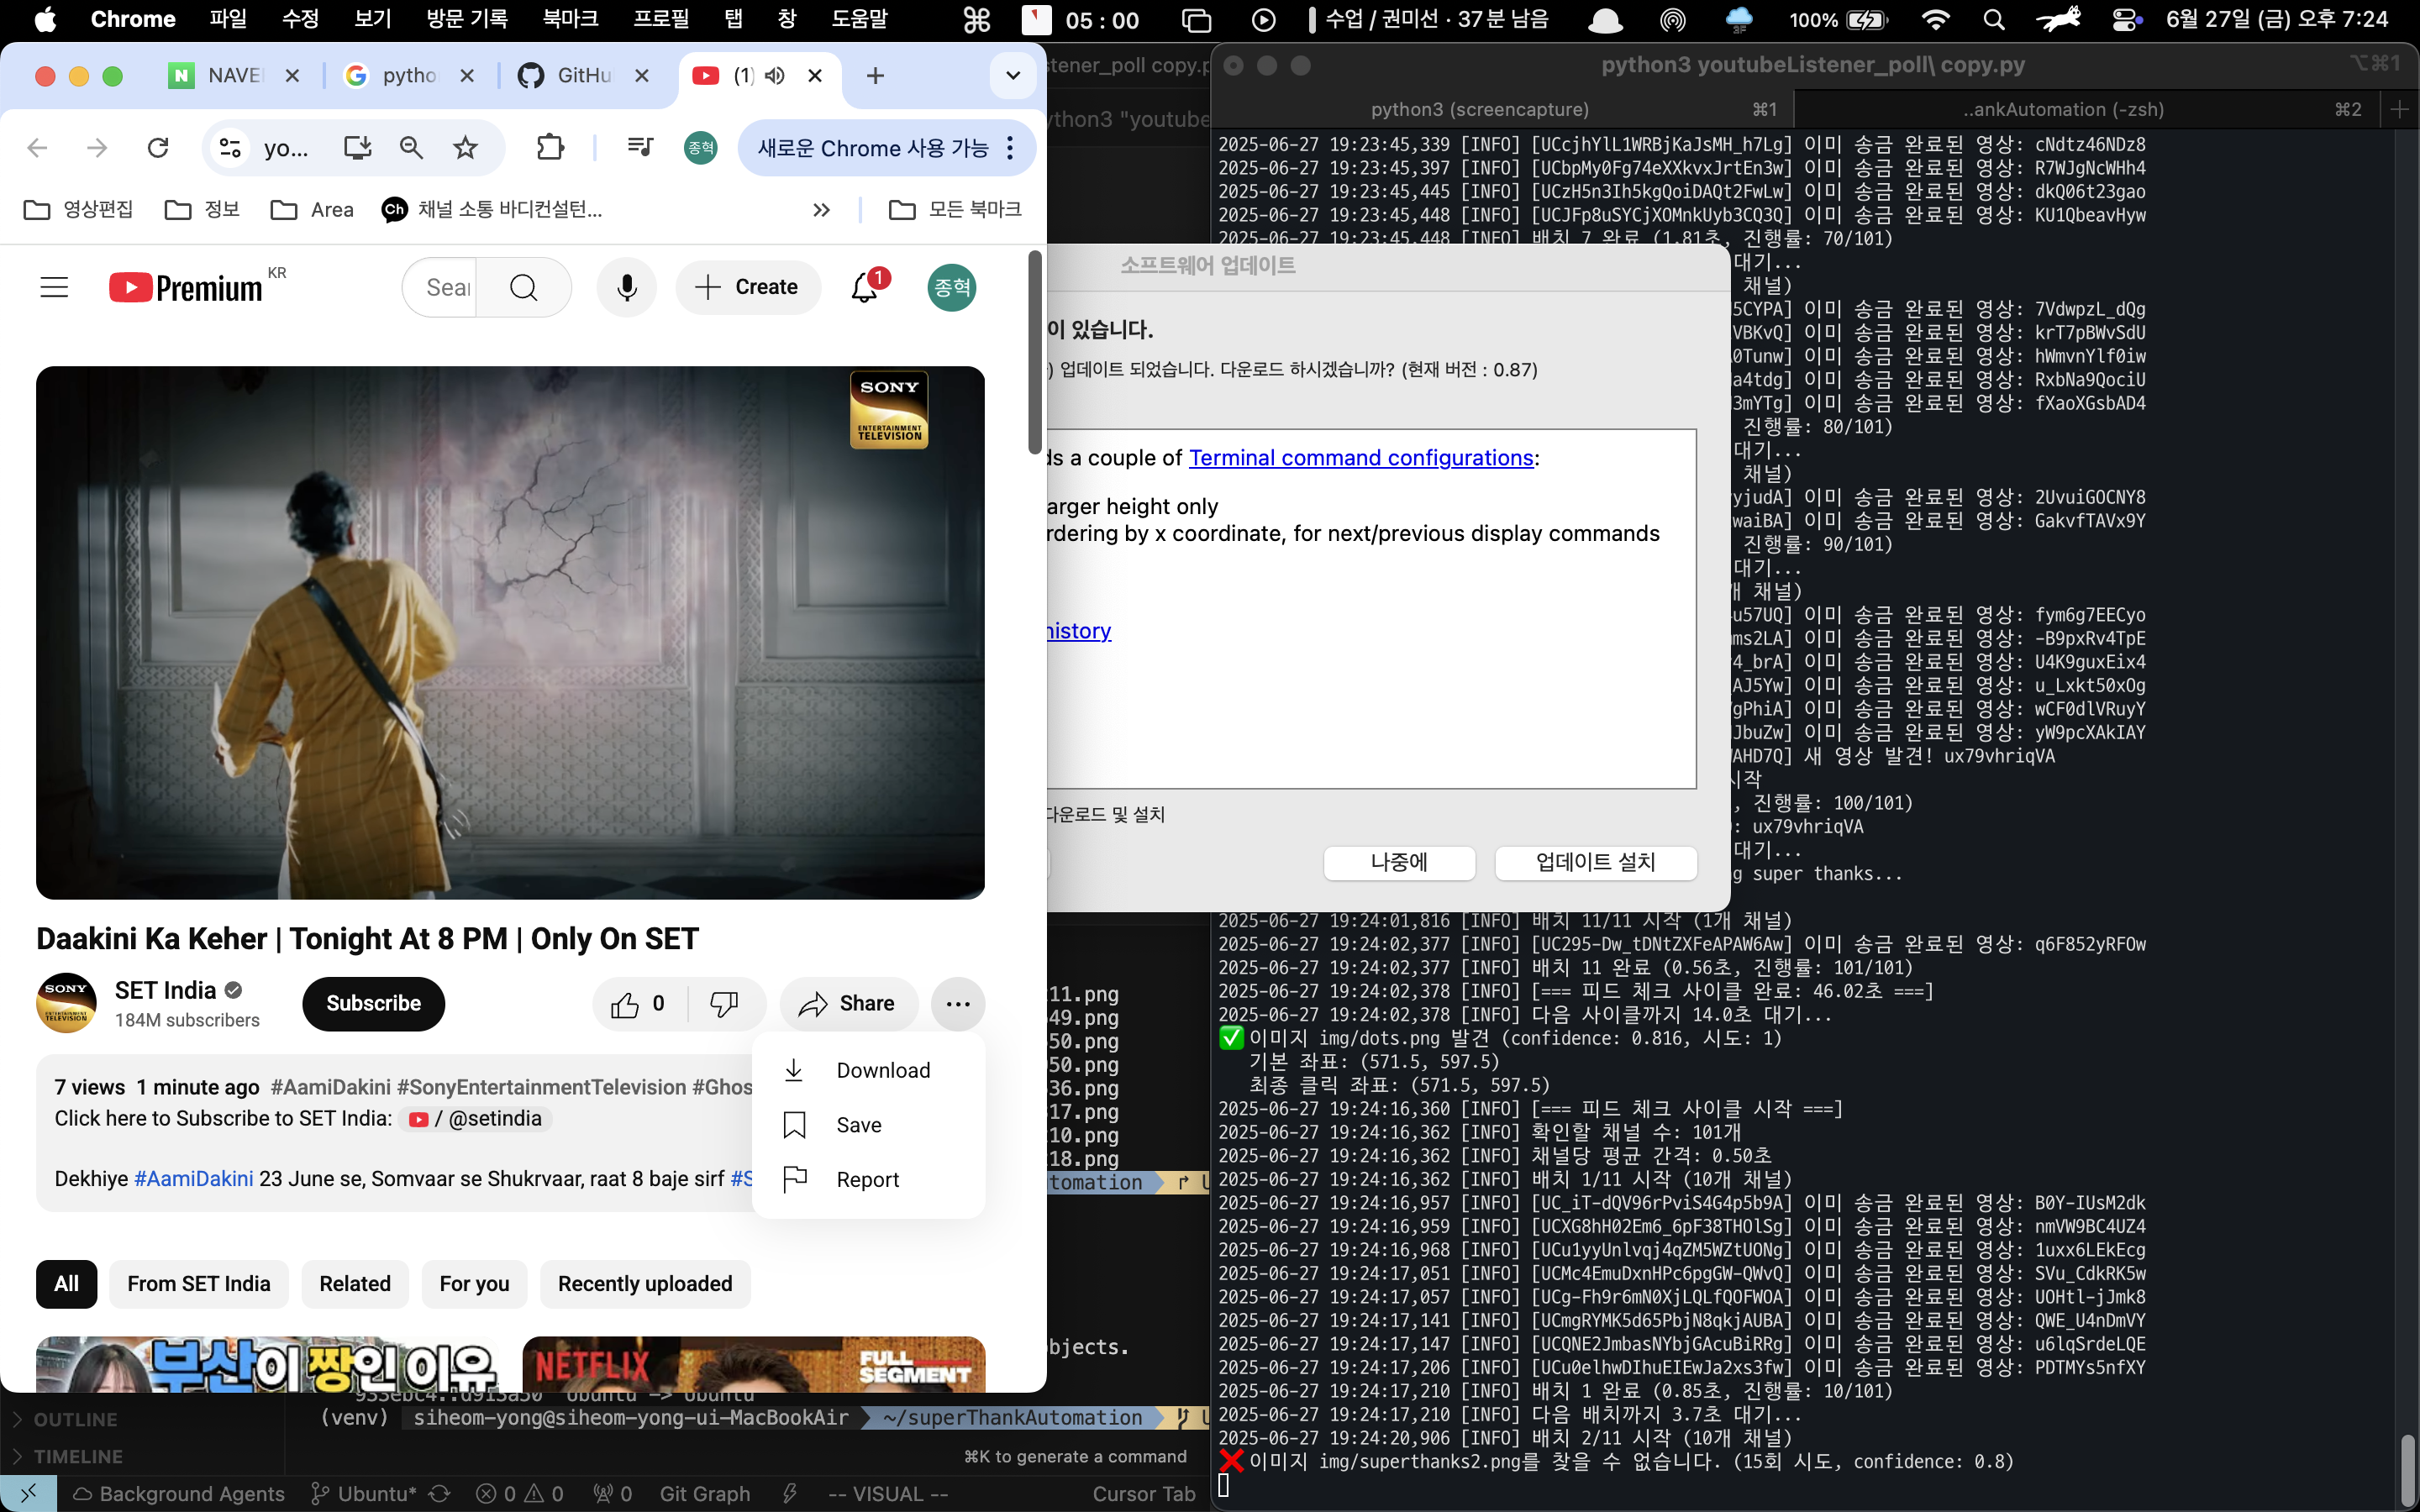 Chrome 파일 수정 보기 방문 기록 북마크 프로필 탭 창 도움말 05 : 00 수업 / 권미선 · 37분 남음 100% 6월 27일 (금) 오후 7:24
NAVE pytho GitHu (1)
yo... 종혁 새로운 Chrome 사용 가능
영상편집 정보 Area Ch 채널 소통 바디컨설턴... 모든 북마크
Premium KR
Sear Create 1 종혁
SONY
ENTERTAINMENT
TELEVISION
Daakini Ka Keher | Tonight At 8 PM | Only On SET
SET India
184M subscribers
Subscribe 0 Share
Download
Save
Report
7 views 1 minute ago #AamiDakini #SonyEntertainmentTelevision #Ghos
Click here to Subscribe to SET India: / @setindia
Dekhiye #AamiDakini 23 June se, Somvaar se Shukrvaar, raat 8 baje sirf #S
All From SET India Related For you Recently uploaded
부산이 짱인 이유
NETFLIX
FULL
SEGMENT
stener_poll copy.p
ython3 "youtube
소프트웨어 업데이트
이 있습니다.
) 업데이트 되었습니다. 다운로드 하시겠습니까? (현재 버전 : 0.87)
ds a couple of Terminal command configurations:
arger height only
rdering by x coordinate, for next/previous display commands
history
다운로드 및 설치
나중에 업데이트 설치
11.png
49.png
50.png
50.png
36.png
17.png
10.png
18.png
tomation
bjects.
(venv) siheom-yong@siheom-yong-ui-MacBookAir ~/superThankAutomation
OUTLINE
TIMELINE
⌘K to generate a command
Background Agents Ubuntu* 0 0 0 Git Graph -- VISUAL -- Cursor Tab
python3 youtubeListener_poll\ copy.py ⌥⌘1
python3 (screencapture) ⌘1 ..ankAutomation (-zsh) ⌘2
2025-06-27 19:23:45,339 [INFO] [UCcjhYlL1WRBjKaJsMH_h7Lg] 이미 송금 완료된 영상: cNdtz46NDz8
2025-06-27 19:23:45,397 [INFO] [UCbpMy0Fg74eXXkvxJrtEn3w] 이미 송금 완료된 영상: R7WJgNcWHh4
2025-06-27 19:23:45,445 [INFO] [UCzH5n3Ih5kgQoiDAQt2FwLw] 이미 송금 완료된 영상: dkQ06t23gao
2025-06-27 19:23:45,448 [INFO] [UCJFp8uSYCjXOMnkUyb3CQ3Q] 이미 송금 완료된 영상: KU1QbeavHyw
2025-06-27 19:23:45,448 [INFO] 배치 7 완료 (1.81초, 진행률: 70/101)
대기...
채널)
5CYPA] 이미 송금 완료된 영상: 7VdwpzL_dQg
VBKvQ] 이미 송금 완료된 영상: krT7pBWvSdU
0Tunw] 이미 송금 완료된 영상: hWmvnYlf0iw
a4tdg] 이미 송금 완료된 영상: RxbNa9QociU
3mYTg] 이미 송금 완료된 영상: fXaoXGsbAD4
진행률: 80/101)
대기...
채널)
yjudA] 이미 송금 완료된 영상: 2UvuiGOCNY8
waiBA] 이미 송금 완료된 영상: GakvfTAVx9Y
진행률: 90/101)
대기...
개 채널)
u57UQ] 이미 송금 완료된 영상: fym6g7EECyo
ms2LA] 이미 송금 완료된 영상: -B9pxRv4TpE
4_brA] 이미 송금 완료된 영상: U4K9guxEix4
AJ5Yw] 이미 송금 완료된 영상: u_Lxkt50xOg
gPhiA] 이미 송금 완료된 영상: wCF0dlVRuyY
JbuZw] 이미 송금 완료된 영상: yW9pcXAkIAY
AHD7Q] 새 영상 발견! ux79vhriqVA
시작
, 진행률: 100/101)
: ux79vhriqVA
대기...
g super thanks...
2025-06-27 19:24:01,816 [INFO] 배치 11/11 시작 (1개 채널)
2025-06-27 19:24:02,377 [INFO] [UC295-Dw_tDNtZXFeAPAW6Aw] 이미 송금 완료된 영상: q6F852yRFOw
2025-06-27 19:24:02,377 [INFO] 배치 11 완료 (0.56초, 진행률: 101/101)
2025-06-27 19:24:02,378 [INFO] [=== 피드 체크 사이클 완료: 46.02초 ===]
2025-06-27 19:24:02,378 [INFO] 다음 사이클까지 14.0초 대기...
✅ 이미지 img/dots.png 발견 (confidence: 0.816, 시도: 1)
기본 좌표: (571.5, 597.5)
최종 클릭 좌표: (571.5, 597.5)
2025-06-27 19:24:16,360 [INFO] [=== 피드 체크 사이클 시작 ===]
2025-06-27 19:24:16,362 [INFO] 확인할 채널 수: 101개
2025-06-27 19:24:16,362 [INFO] 채널당 평균 간격: 0.50초
2025-06-27 19:24:16,362 [INFO] 배치 1/11 시작 (10개 채널)
2025-06-27 19:24:16,957 [INFO] [UC_iT-dQV96rPviS4G4p5b9A] 이미 송금 완료된 영상: B0Y-IUsM2dk
2025-06-27 19:24:16,959 [INFO] [UCXG8hH02Em6_6pF38THOlSg] 이미 송금 완료된 영상: nmVW9BC4UZ4
2025-06-27 19:24:16,968 [INFO] [UCu1yyUnlvqj4qZM5WZtUONg] 이미 송금 완료된 영상: 1uxx6LEkEcg
2025-06-27 19:24:17,051 [INFO] [UCMc4EmuDxnHPc6pgGW-QWvQ] 이미 송금 완료된 영상: SVu_CdkRK5w
2025-06-27 19:24:17,057 [INFO] [UCg-Fh9r6mN0XjLQLfQOFWOA] 이미 송금 완료된 영상: UOHtl-jJmk8
2025-06-27 19:24:17,141 [INFO] [UCmgRYMK5d65PbjN8qkjAUBA] 이미 송금 완료된 영상: QWE_U4nDmVY
2025-06-27 19:24:17,147 [INFO] [UCQNE2JmbasNYbjGAcuBiRRg] 이미 송금 완료된 영상: u6lqSrdeLQE
2025-06-27 19:24:17,206 [INFO] [UCu0elhwDIhuEIEwJa2xs3fw] 이미 송금 완료된 영상: PDTMYs5nfXY
2025-06-27 19:24:17,210 [INFO] 배치 1 완료 (0.85초, 진행률: 10/101)
2025-06-27 19:24:17,210 [INFO] 다음 배치까지 3.7초 대기...
2025-06-27 19:24:20,906 [INFO] 배치 2/11 시작 (10개 채널)
❌ 이미지 img/superthanks2.png를 찾을 수 없습니다. (15회 시도, confidence: 0.8)